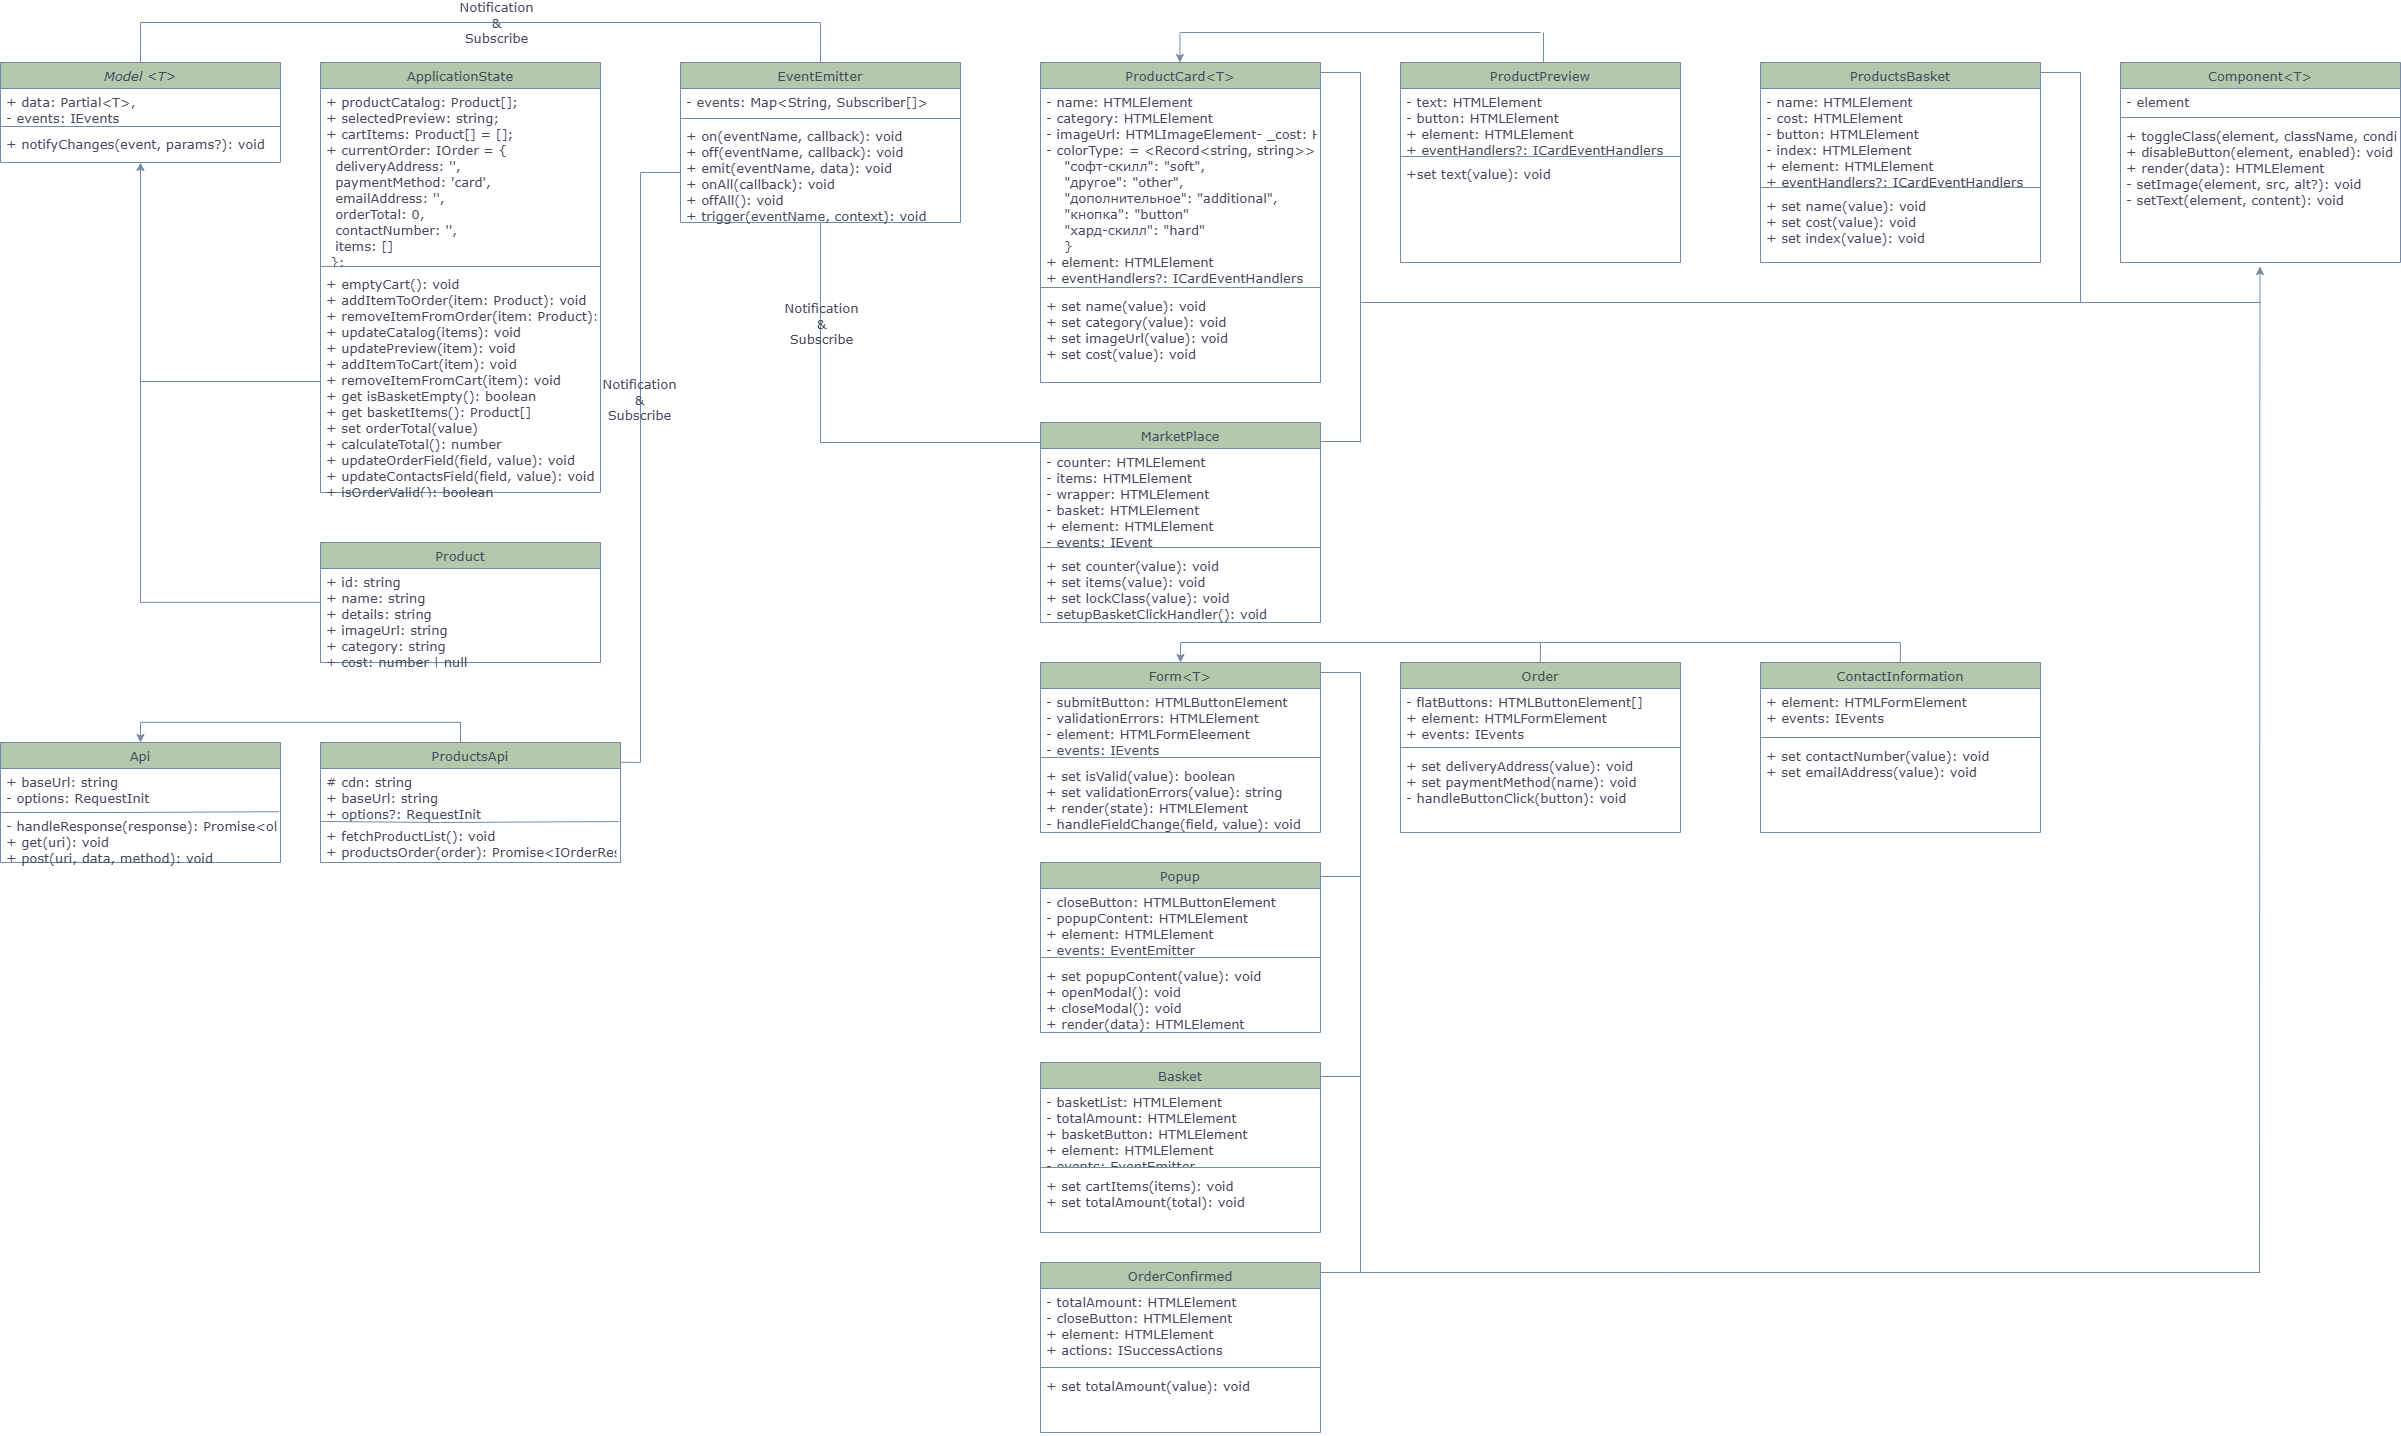 Notification
&
Subscribe
Model <T>
+ data: Partial<T>,
- events: IEvents
+ notifyChanges(event, params?): void
ApplicationState
+ productCatalog: Product[];
+ selectedPreview: string;
+ cartItems: Product[] = [];
+ currentOrder: IOrder = {
deliveryAddress: '',
paymentMethod: 'card',
emailAddress: '',
orderTotal: 0,
contactNumber: '',
items: []
};
+ emptyCart(): void
+ addItemToOrder(item: Product): void
+ removeItemFromOrder(item: Product):
+ updateCatalog(items): void
+ updatePreview(item): void
+ addItemToCart(item): void
+ removeItemFromCart(item): void
+ get isBasketEmpty(): boolean
+ get basketItems(): Product[]
+ set orderTotal(value)
+ calculateTotal(): number
+ updateOrderField(field, value): void
+ updateContactsField(field, value): void
+ isOrderValid(): boolean
EventEmitter
- events: Map<String, Subscriber[]>
+ on(eventName, callback): void
+ off(eventName, callback): void
+ emit(eventName, data): void
+ onAll(callback): void
+ offAll(): void
+ trigger(eventName, context): void
Notification
&
Subscribe
Notification
&
Subscribe
Product
+ id: string
+ name: string
+ details: string
+ imageUrl: string
+ category: string
+ cost: number | null
Api
+ baseUrl: string
- options: RequestInit
- handleResponse(response): Promise<ol
+ get(uri): void
+ post(uri, data, method): void
ProductsApi
# cdn: string
+ baseUrl: string
+ options?: RequestInit
+ fetchProductList(): void
+ productsOrder(order): Promise<IOrderRes
ProductCard<T>
- name: HTMLElement
- category: HTMLElement
- imageUrl: HTMLImageElement- _cost: H
- colorType: = <Record<string, string>>
"софт-скилл": "soft",
"другое": "other",
"дополнительное": "additional",
"кнопка": "button"
"хард-скилл": "hard"
}
+ element: HTMLElement
+ eventHandlers?: ICardEventHandlers
+ set name(value): void
+ set category(value): void
+ set imageUrl(value): void
+ set cost(value): void
ProductPreview
- text: HTMLElement
- button: HTMLElement
+ element: HTMLElement
+ eventHandlers?: ICardEventHandlers
+set text(value): void
ProductsBasket
- name: HTMLElement
- cost: HTMLElement
- button: HTMLElement
- index: HTMLElement
+ element: HTMLElement
+ eventHandlers?: ICardEventHandlers
+ set name(value): void
+ set cost(value): void
+ set index(value): void
Component<T>
- element
+ toggleClass(element, className, condi
+ disableButton(element, enabled): void
+ render(data): HTMLElement
- setImage(element, src, alt?): void
- setText(element, content): void
MarketPlace
- counter: HTMLElement
- items: HTMLElement
- wrapper: HTMLElement
- basket: HTMLElement
+ element: HTMLElement
- events: IEvent
+ set counter(value): void
+ set items(value): void
+ set lockClass(value): void
- setupBasketClickHandler(): void
Form<T>
- submitButton: HTMLButtonElement
- validationErrors: HTMLElement
- element: HTMLFormEleement
- events: IEvents
+ set isValid(value): boolean
+ set validationErrors(value): string
+ render(state): HTMLElement
- handleFieldChange(field, value): void
Order
- flatButtons: HTMLButtonElement[]
+ element: HTMLFormElement
+ events: IEvents
+ set deliveryAddress(value): void
+ set paymentMethod(name): void
- handleButtonClick(button): void
ContactInformation
+ element: HTMLFormElement
+ events: IEvents
+ set contactNumber(value): void
+ set emailAddress(value): void
Popup
- closeButton: HTMLButtonElement
- popupContent: HTMLElement
+ element: HTMLElement
- events: EventEmitter
+ set popupContent(value): void
+ openModal(): void
+ closeModal(): void
+ render(data): HTMLElement
Basket
- basketList: HTMLElement
- totalAmount: HTMLElement
+ basketButton: HTMLElement
+ element: HTMLElement
- events: EventEmitter
+ set cartItems(items): void
+ set totalAmount(total): void
OrderConfirmed
- totalAmount: HTMLElement
- closeButton: HTMLElement
+ element: HTMLElement
+ actions: ISuccessActions
+ set totalAmount(value): void